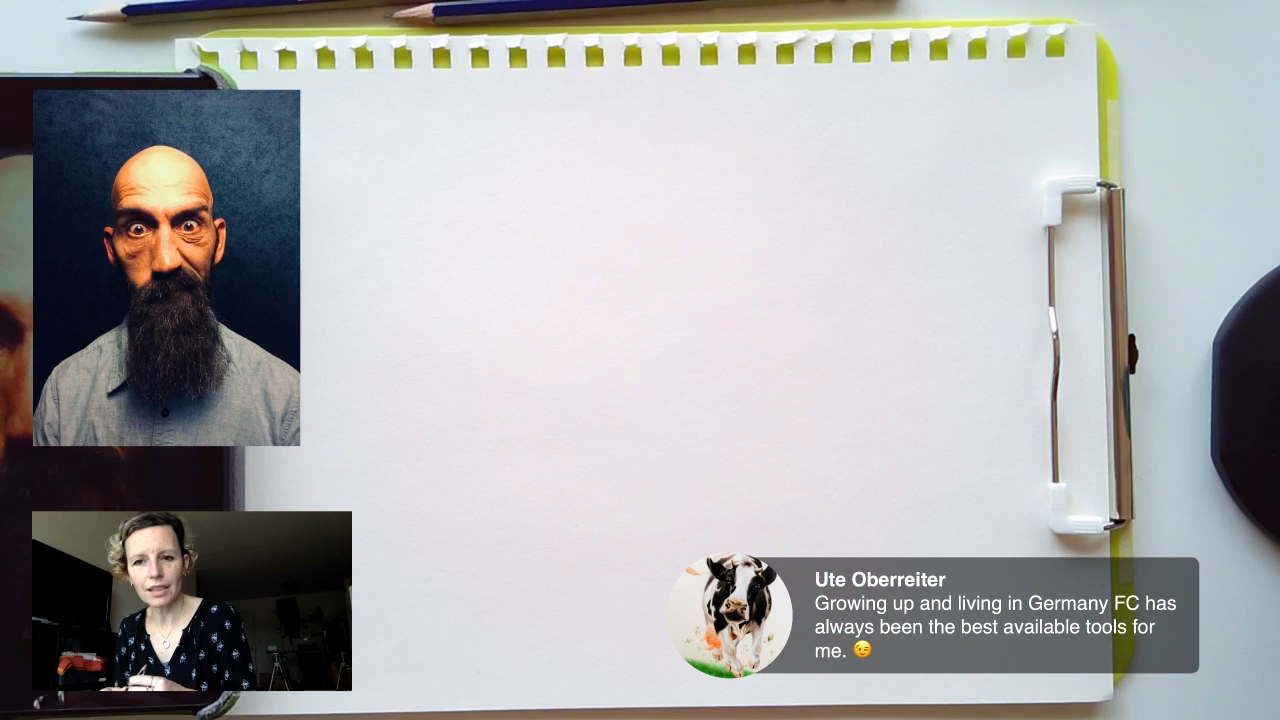 Ute Oberreiter
Growing up and living in Germany FC has
always been the best available tools for
me. 😉